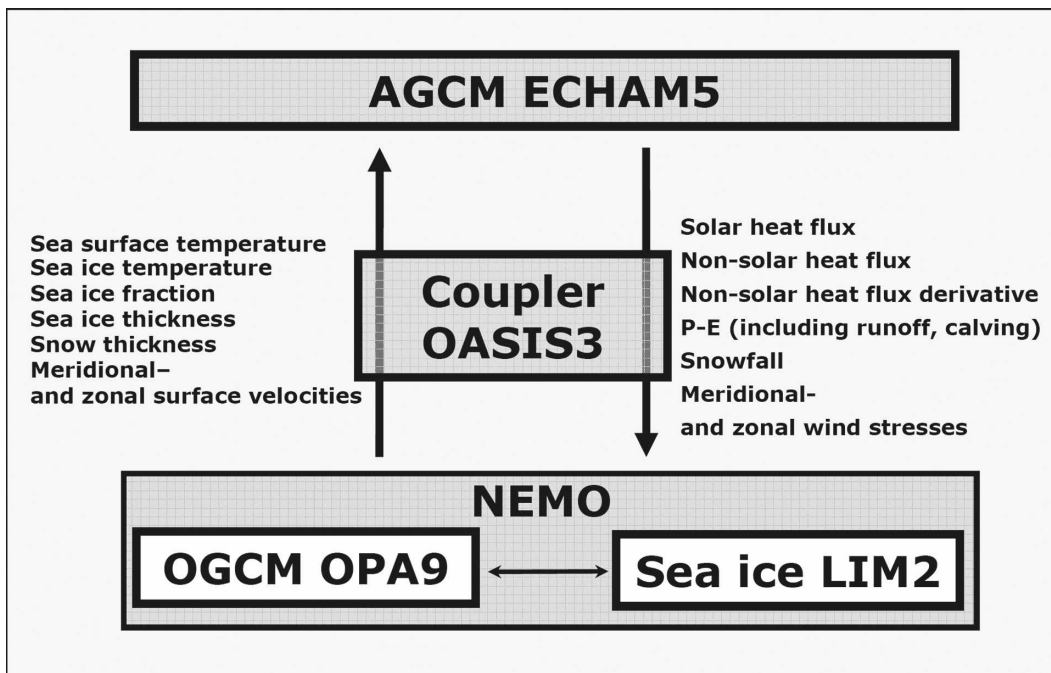 AGCM ECHAM5
Sea surface temperature
Sea ice temperature
Sea ice fraction
Sea ice thickness
Snow thickness
Meridional–
and zonal surface velocities
Coupler
OASIS3
Solar heat flux
Non-solar heat flux
Non-solar heat flux derivative
P-E (including runoff, calving)
Snowfall
Meridional-
and zonal wind stresses
NEMO
OGCM OPA9
Sea ice LIM2